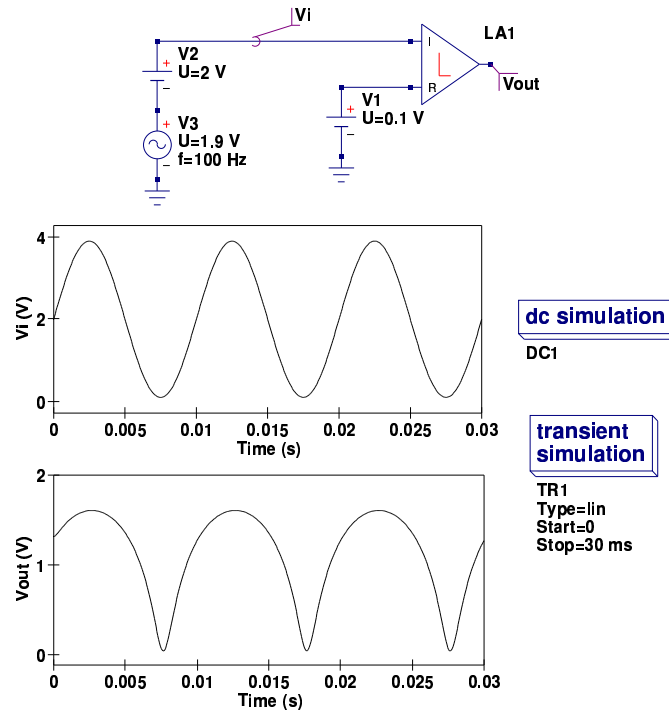 Vi
LA1
V2
U=2 V
I
R
Vout
V1
U=0.1 V
V3
U=1.9 V
f=100 Hz
4
2
0
Vi (V)
0 0.005 0.01 0.015 0.02 0.025 0.03
Time (s)
dc simulation
DC1
2
1
0
Vout (V)
0 0.005 0.01 0.015 0.02 0.025 0.03
Time (s)
transient
simulation
TR1
Type=lin
Start=0
Stop=30 ms